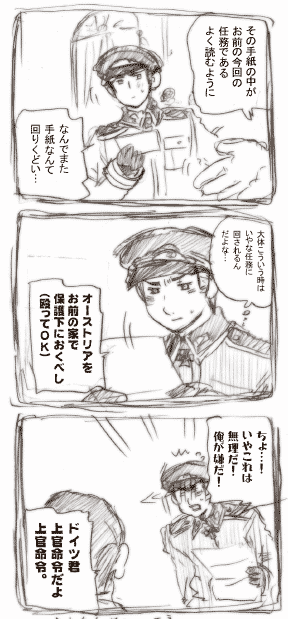 その手紙の中が
お前の今回の
任務である
よく読むように
なんでまた
手紙なんて
回りくどい…
大体こういう時は
いやな任務に
回されるん
だよな…
オーストリアを
お前の家で
保護下におくべし
(殴ってOK)
ちょ…!
いやこれは
無理だ!
俺が嫌だ!
ドイツ君
上官命令だよ
上官命令。